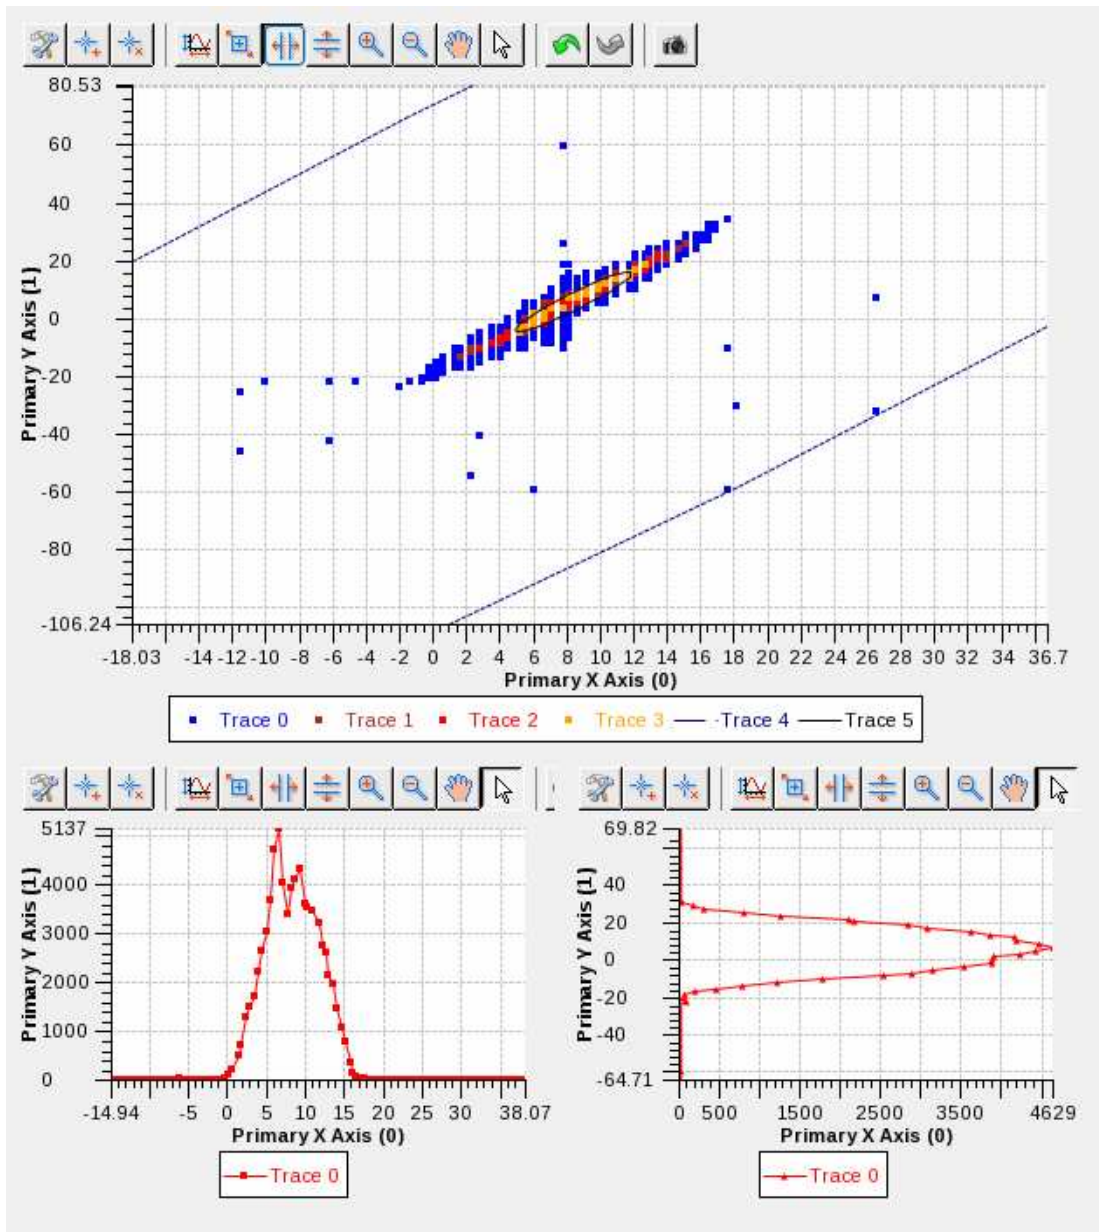 80.53
60
40
20
0
-20
-40
-60
-80
-106.24
Primary Y Axis (1)
-18.03 -14 -12 -10 -8 -6 -4 -2 0 2 4 6 8 10 12 14 16 18 20 22 24 26 28 30 32 34 36.7
Primary X Axis (0)
Trace 0 Trace 1 Trace 2 Trace 3 Trace 4 Trace 5
5137
4000
3000
2000
1000
0
Primary Y Axis (1)
-14.94 -5 0 5 10 15 20 25 30 38.07
Primary X Axis (0)
Trace 0
69.82
40
20
0
-20
-40
-64.71
Primary Y Axis (1)
0 500 1500 2500 3500 4629
Primary X Axis (0)
Trace 0